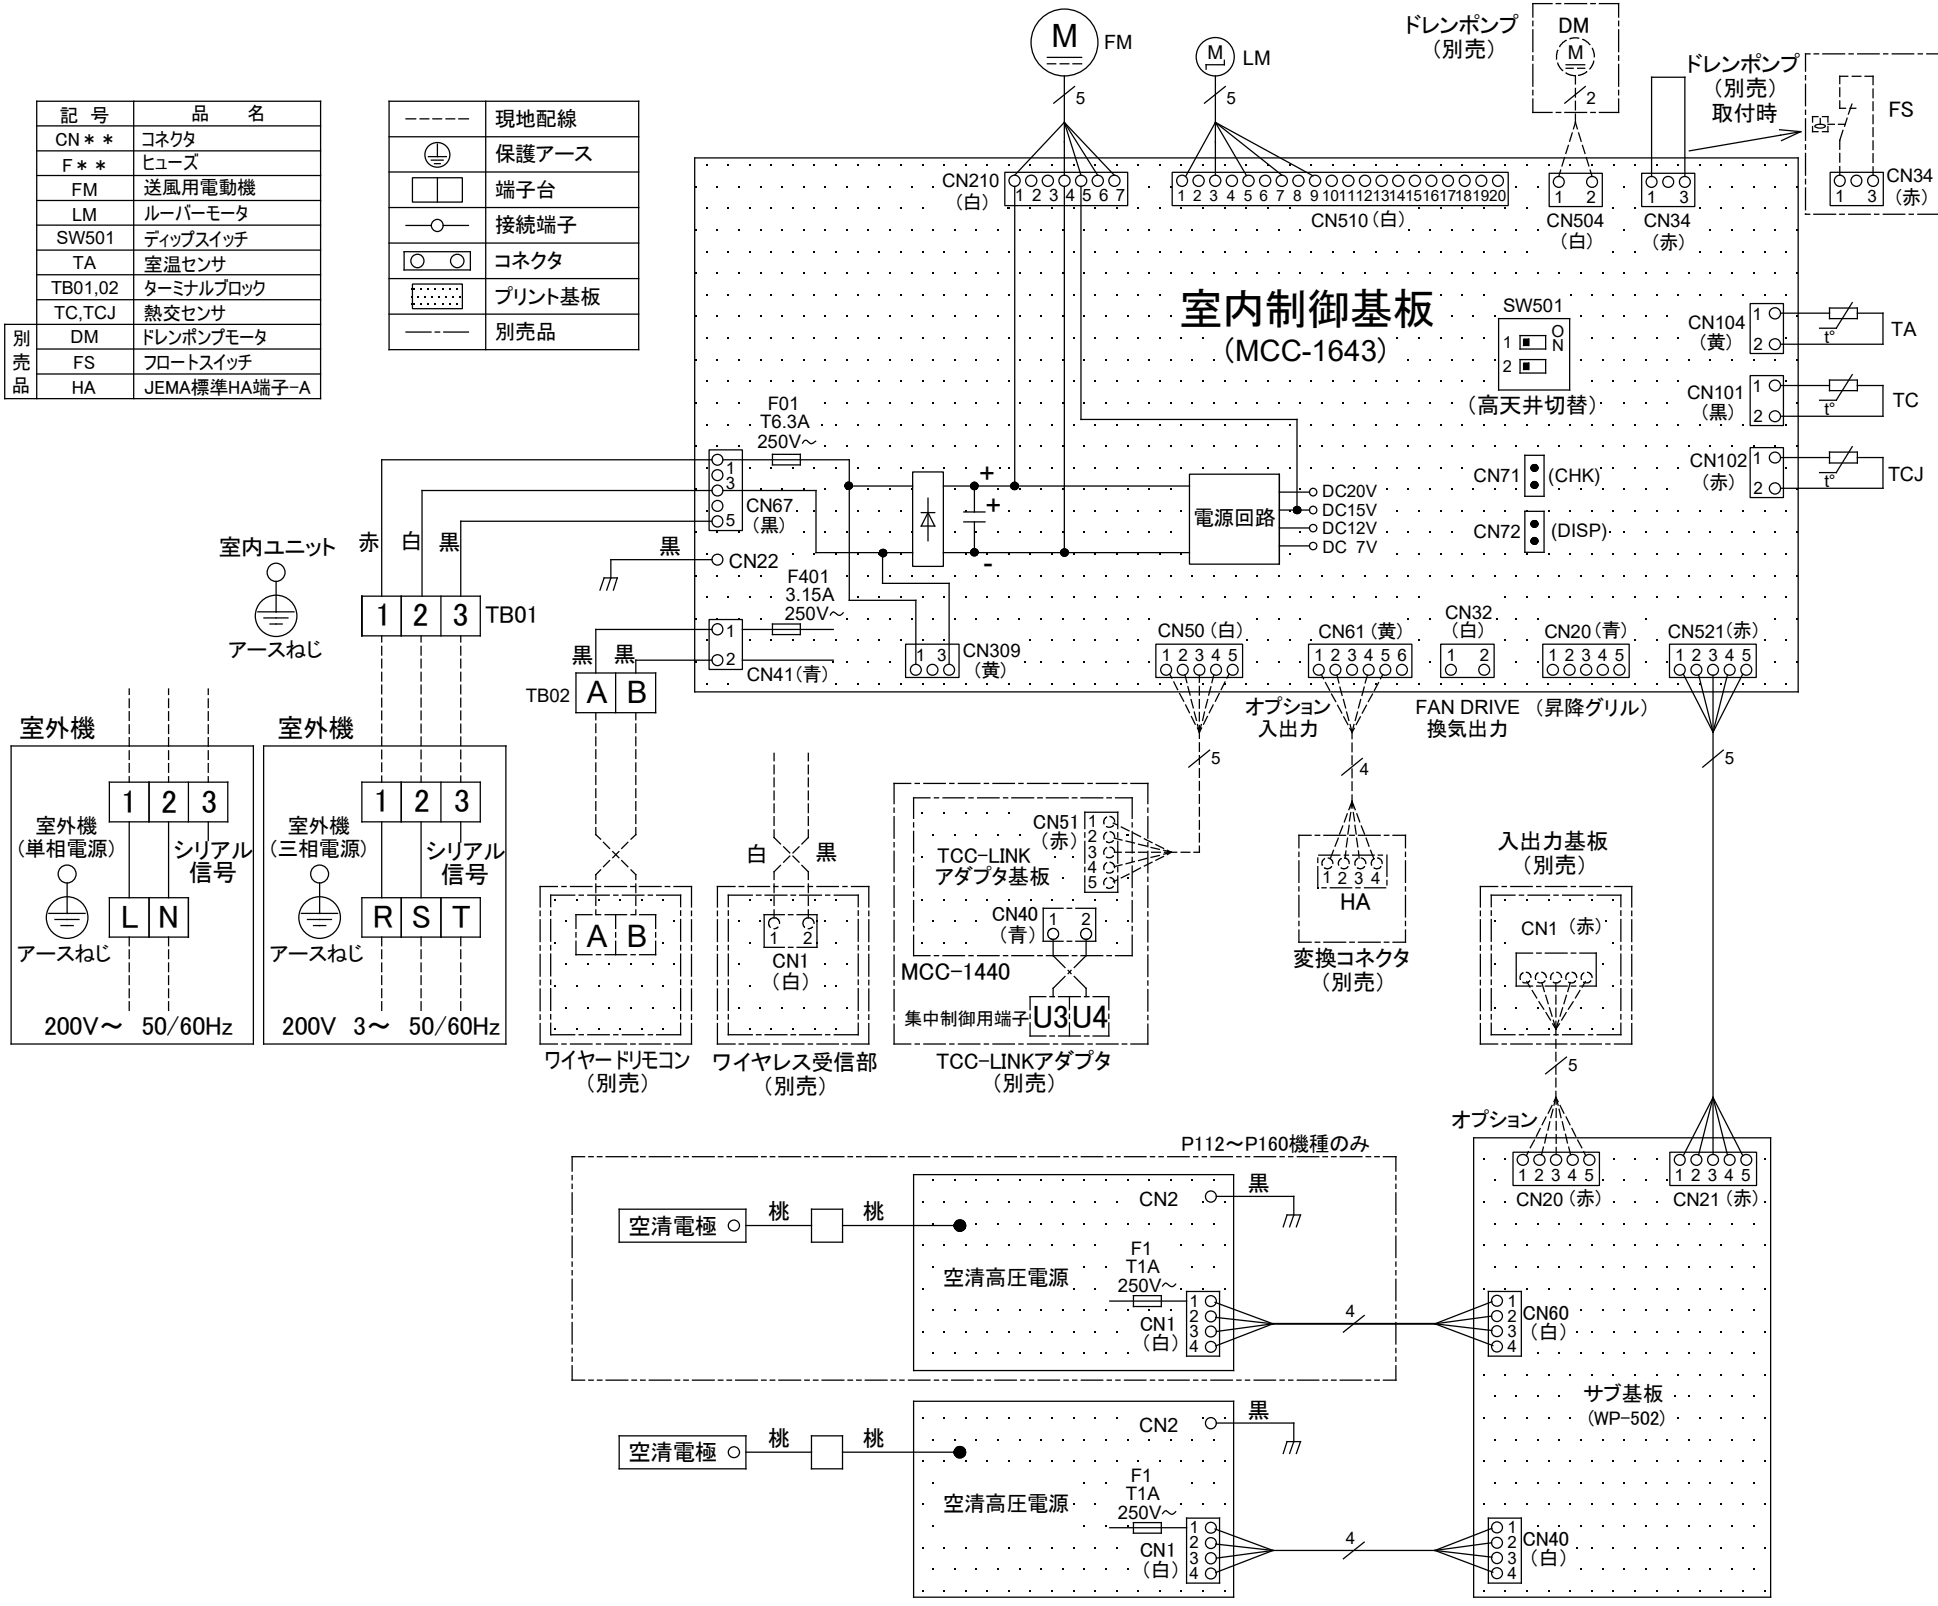 記 号 品 名
CN＊＊ コネクタ
F＊＊ ヒューズ
FM 送風用電動機
LM ルーバーモータ
SW501 ディップスイッチ
TA 室温センサ
TB01,02 ターミナルブロック
TC,TCJ 熱交センサ
別売品
DM ドレンポンプモータ
FS フロートスイッチ
HA JEMA標準HA端子-A
現地配線
保護アース
端子台
接続端子
コネクタ
プリント基板
別売品
M FM
5
M LM
5
ドレンポンプ
（別売）
DM
M
2
ドレンポンプ
（別売）
取付時
FS
1 3
CN34
（赤）
CN210
（白）
1 2 3 4 5 6 7
1 2 3 4 5 6 7 8 9 10 11 12 13 14 15 16 17 18 19 20
CN510（白）
1 2
CN504
（白）
1 3
CN34
（赤）
室内制御基板
(MCC-1643)
SW501
1 ON
2
（高天井切替）
CN104
（黄）
1
2
t°
TA
CN101
（黒）
1
2
t°
TC
CN102
（赤）
1
2
t°
TCJ
CN71 (CHK)
CN72 (DISP)
F01
T6.3A
250V～
1
3
5
CN67
（黒）
+
+
-
電源回路
DC20V
DC15V
DC12V
DC 7V
黒
CN22
F401
3.15A
250V～
1
2
CN41（青）
1 3
CN309
（黄）
CN50（白）
1 2 3 4 5
CN61（黄）
1 2 3 4 5 6
CN32
（白）
1 2
CN20（青）
1 2 3 4 5
CN521（赤）
1 2 3 4 5
オプション
入出力
FAN DRIVE
換気出力
（昇降グリル）
室内ユニット
アースねじ
赤 白 黒
1 2 3 TB01
黒 黒
TB02 A B
室外機
1 2 3
室外機
（単相電源）
シリアル
信号
アースねじ
L N
200V～ 50/60Hz
室外機
1 2 3
室外機
（三相電源）
シリアル
信号
アースねじ
R S T
200V 3～ 50/60Hz
A B
ワイヤードリモコン
（別売）
白 黒
1 2
CN1
（白）
ワイヤレス受信部
（別売）
5
CN51
（赤）
1
2
3
4
5
TCC-LINK
アダプタ基板
CN40
（青）
1 2
MCC-1440
集中制御用端子 U3 U4
TCC-LINKアダプタ
（別売）
4
1 2 3 4
HA
変換コネクタ
（別売）
5
入出力基板
（別売）
CN1（赤）
5
オプション
1 2 3 4 5
CN20（赤）
1 2 3 4 5
CN21（赤）
P112～P160機種のみ
空清電極 桃 桃
CN2 黒
空清高圧電源
F1
T1A
250V～
CN1
（白）
1
2
3
4
4
1
2
3
4
CN60
（白）
サブ基板
(WP-502)
空清電極 桃 桃
CN2 黒
空清高圧電源
F1
T1A
250V～
CN1
（白）
1
2
3
4
4
1
2
3
4
CN40
（白）